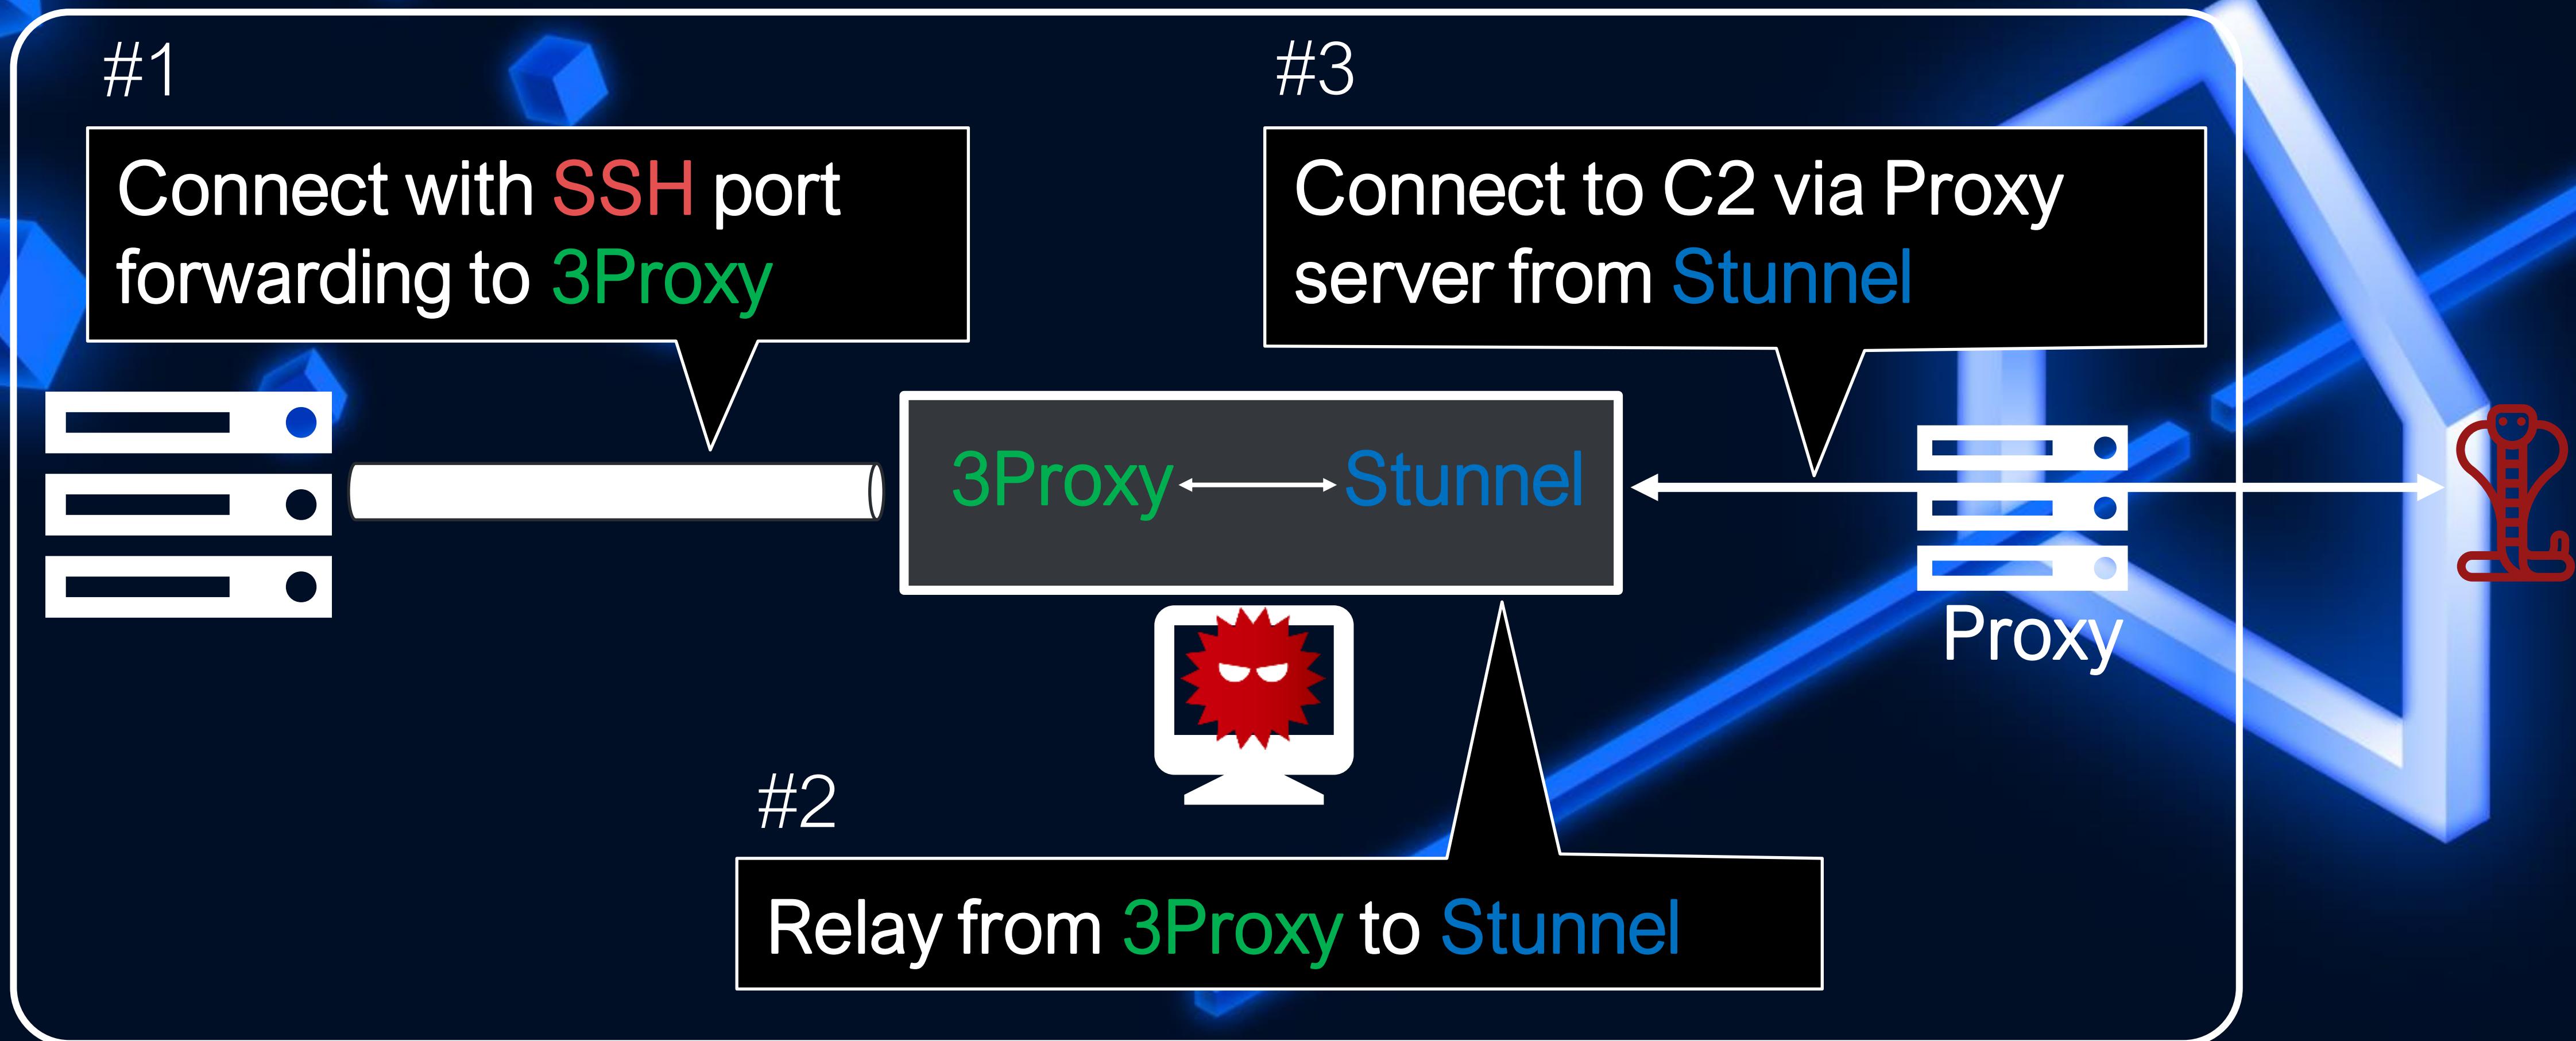 #1
Connect with SSH port
forwarding to 3Proxy
#3
Connect to C2 via Proxy
server from Stunnel
3Proxy
Stunnel
Proxy
#2
Relay from 3Proxy to Stunnel